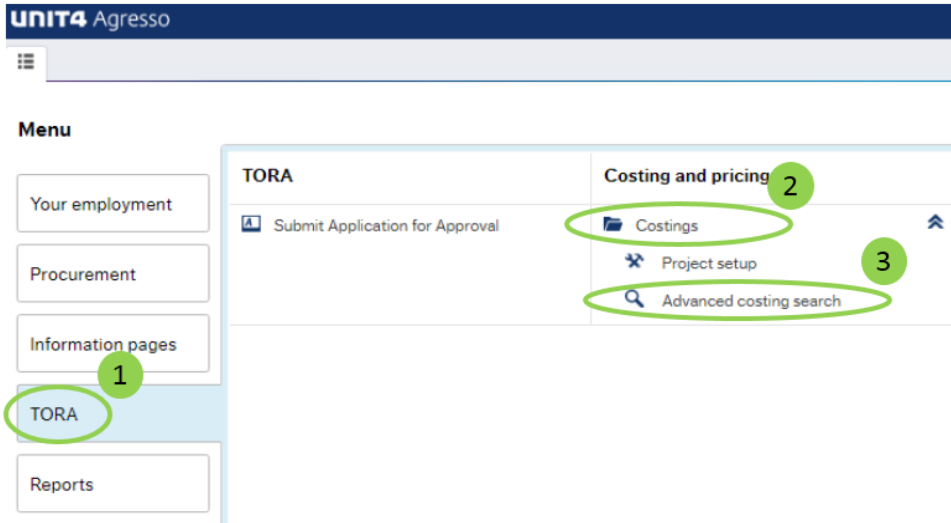 UNIT4 Agresso
Menu
Your employment
Procurement
Information pages
1
TORA
Reports
TORA
Submit Application for Approval
Costing and pricing
2
Costings
Project setup
3
Advanced costing search